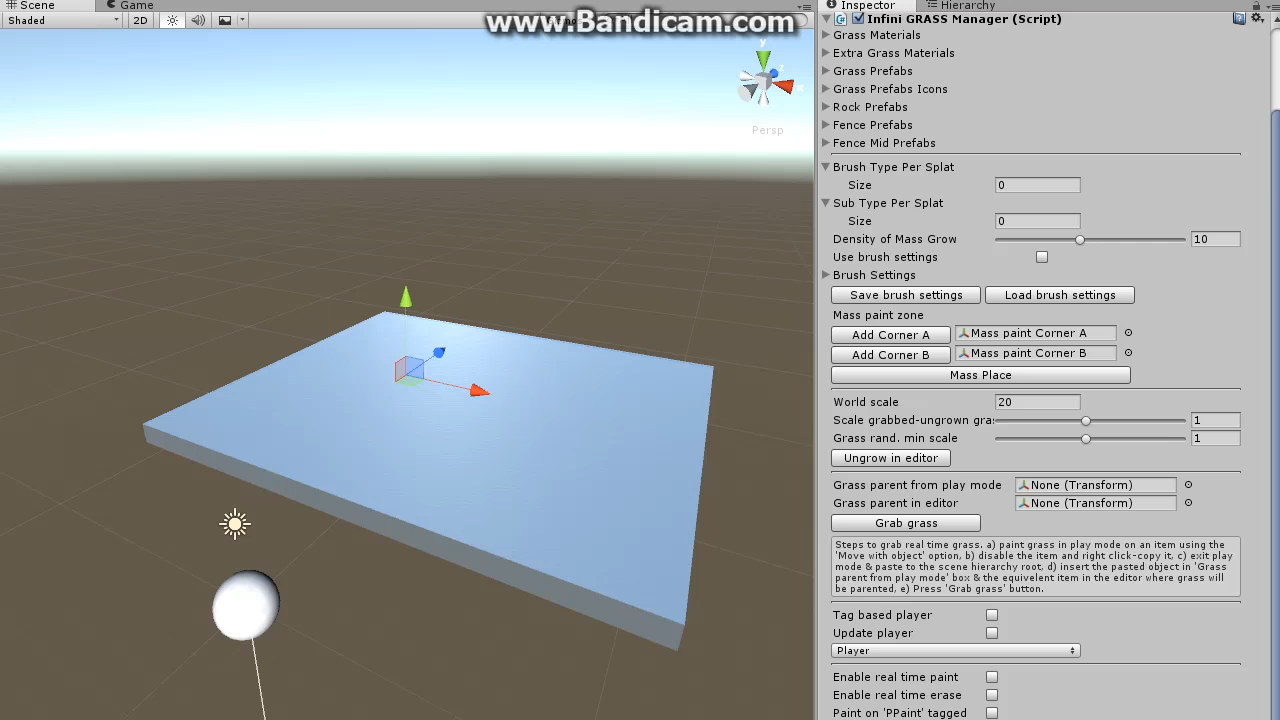 Scene
Game
Shaded
2D
www.Bandicam.com
y
z
Persp
Inspector
Hierarchy
Infini GRASS Manager (Script)
Grass Materials
Extra Grass Materials
Grass Prefabs
Grass Prefabs Icons
Rock Prefabs
Fence Prefabs
Fence Mid Prefabs
Brush Type Per Splat
Size 0
Sub Type Per Splat
Size 0
Density of Mass Grow 10
Use brush settings
Brush Settings
Save brush settings Load brush settings
Mass paint zone
Add Corner A Mass paint Corner A
Add Corner B Mass paint Corner B
Mass Place
World scale 20
Scale grabbed-ungrown gra 1
Grass rand. min scale 1
Ungrow in editor
Grass parent from play mode None (Transform)
Grass parent in editor None (Transform)
Grab grass
Steps to grab real time grass. a) paint grass in play mode on an item using the
'Move with object' option, b) disable the item and right click-copy it, c) exit play
mode & paste to the scene hierarchy root, d) insert the pasted object in 'Grass
parent from play mode' box & the equivelent item in the editor where grass will
be parented, e) Press 'Grab grass' button.
Tag based player
Update player
Player
Enable real time paint
Enable real time erase
Paint on 'PPaint' tagged